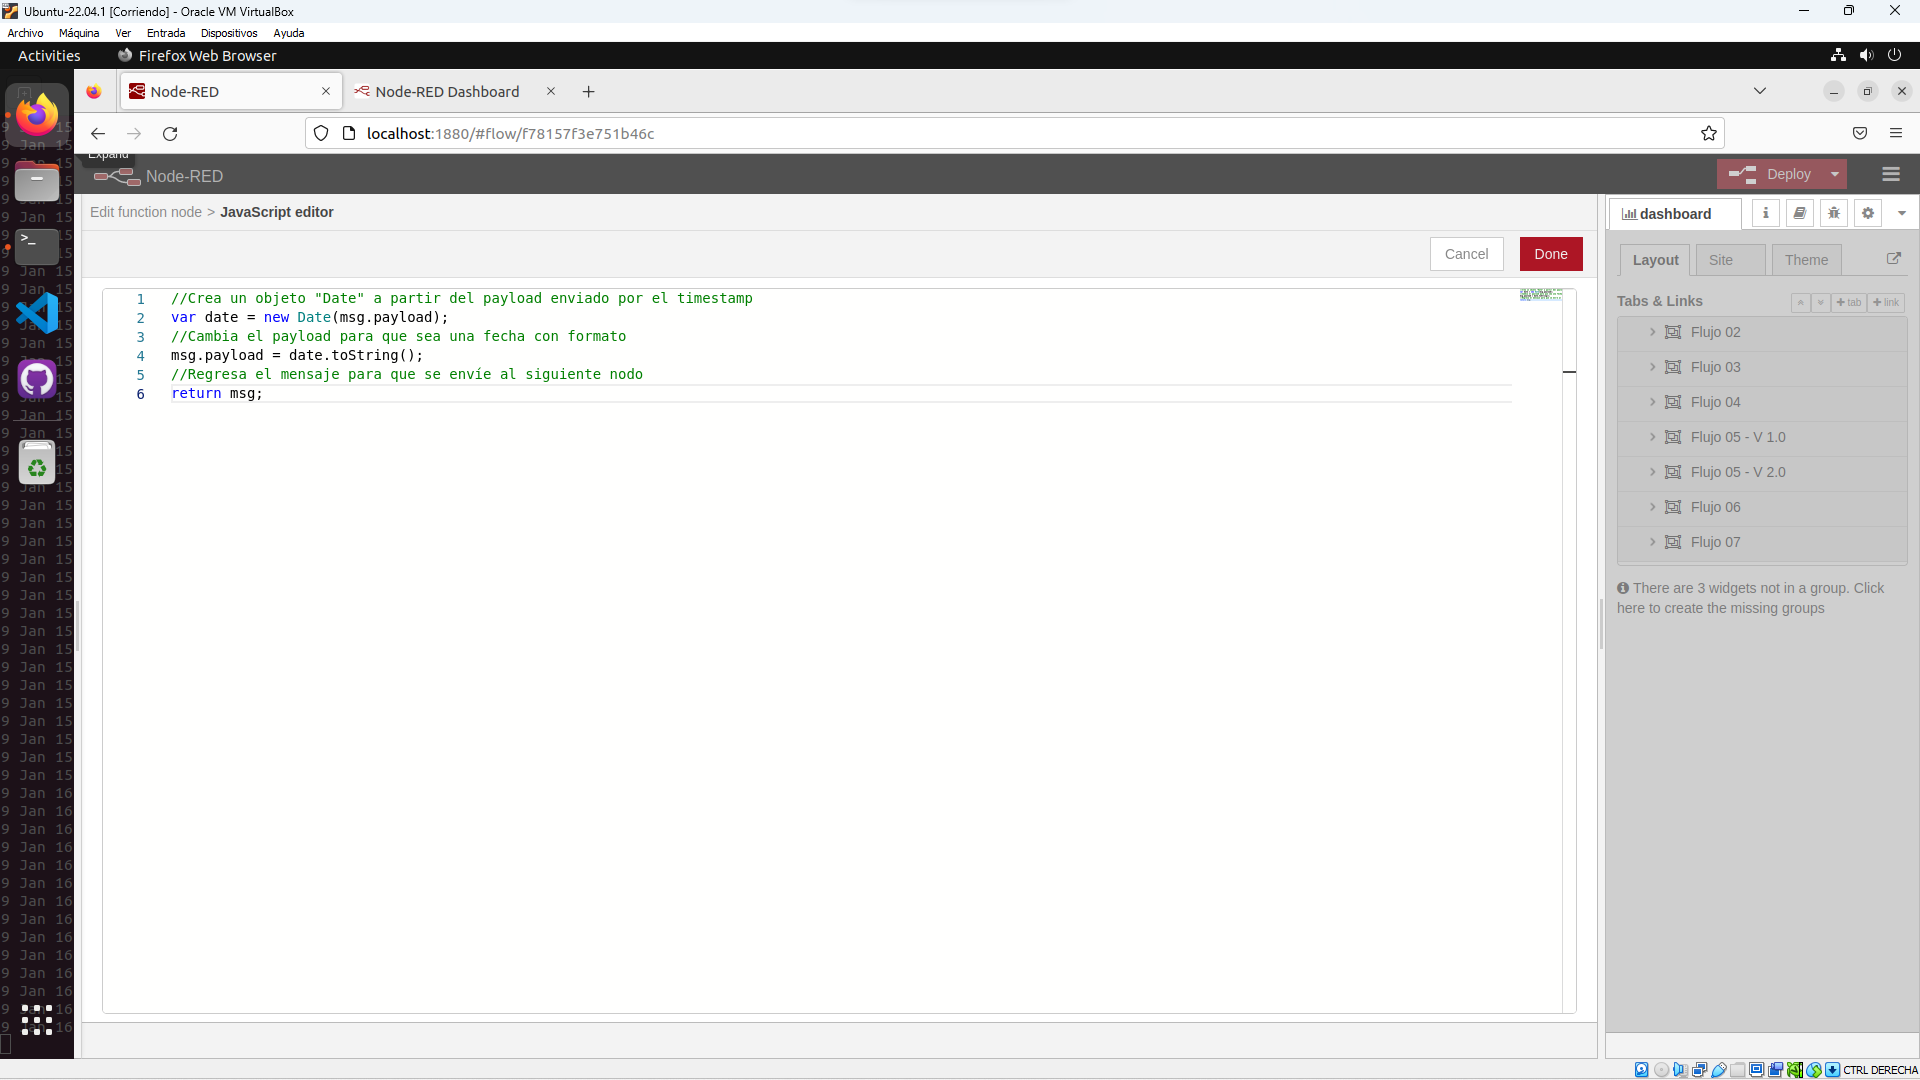 Ubuntu-22.04.1 [Corriendo] - Oracle VM VirtualBox
Archivo Máquina Ver Entrada Dispositivos Ayuda
Activities Firefox Web Browser
Node-RED Node-RED Dashboard
localhost:1880/#flow/f78157f3e751b46c
Expand
Node-RED
Deploy
Edit function node > JavaScript editor
dashboard
Cancel Done
Layout Site Theme
Tabs & Links
tab link
1 //Crea un objeto "Date" a partir del payload enviado por el timestamp
2 var date = new Date(msg.payload);
3 //Cambia el payload para que sea una fecha con formato
4 msg.payload = date.toString();
5 //Regresa el mensaje para que se envíe al siguiente nodo
6 return msg;
Flujo 02
Flujo 03
Flujo 04
Flujo 05 - V 1.0
Flujo 05 - V 2.0
Flujo 06
Flujo 07
There are 3 widgets not in a group. Click
here to create the missing groups
CTRL DERECHA